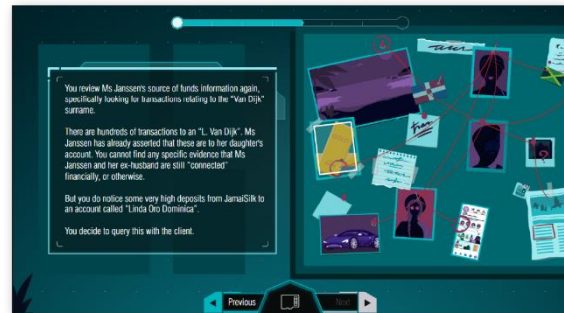 You review Ms Janssen's source of funds information again,
specifically looking for transactions relating to the "Van Dijk"
surname.
There are hundreds of transactions to an "L. Van Dijk". Ms
Janssen has already asserted that these are to her daughter's
account. You cannot find any specific evidence that Ms
Janssen and her ex-husband are still "connected"
financially, or otherwise.
But you do notice some very high deposits from JamaiSilk to
an account called "Linda Oro Dominica".
You decide to query this with the client.
Previous
Next